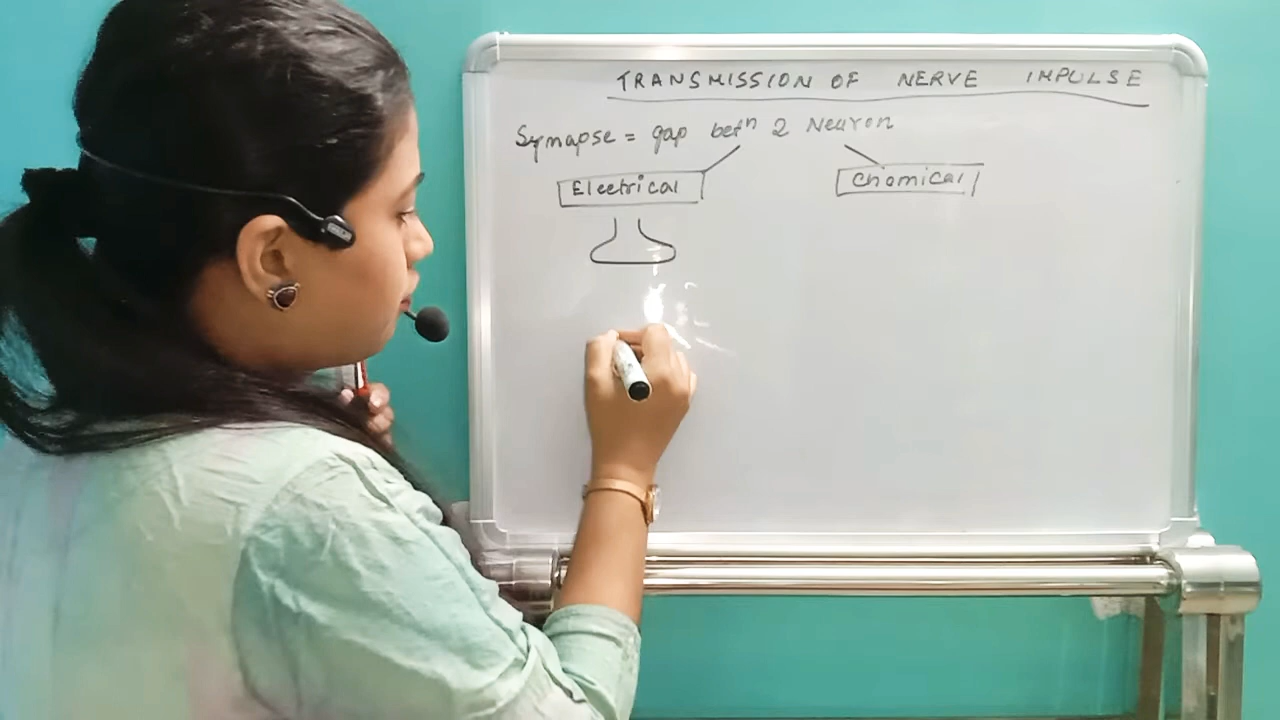 TRANSMISSION OF NERVE IMPULSE
Synapse = gap betn 2 Neuron
Electrical
Chemical